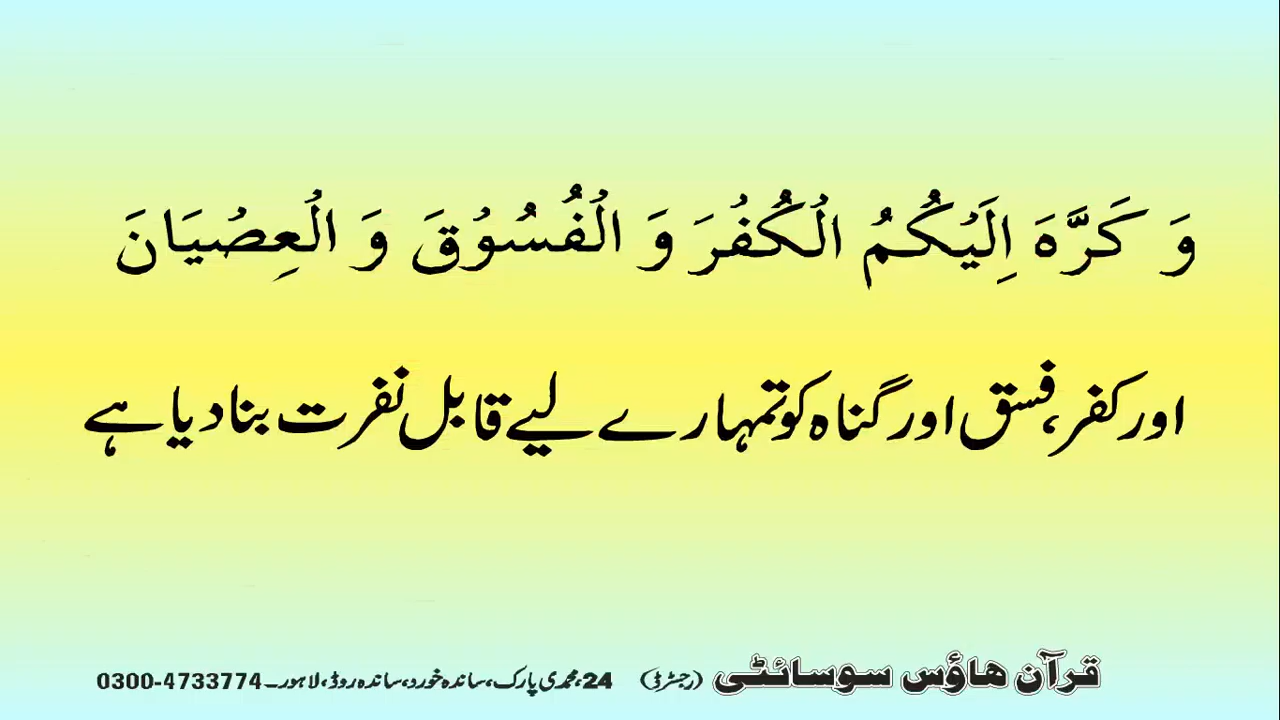 وَ كَرَّهَ اِلَيْكُمُ الْكُفْرَ وَ الْفُسُوْقَ وَ الْعِصْيَانَ
اور کفر، فسق اور گناہ کو تمہارے لیے قابل نفرت بنا دیا ہے
قرآن ھاؤس سوسائٹی (رجسٹرڈ) 24، محمدی پارک، ساندہ خورد، ساندہ روڈ، لاہور۔ 0300-4733774